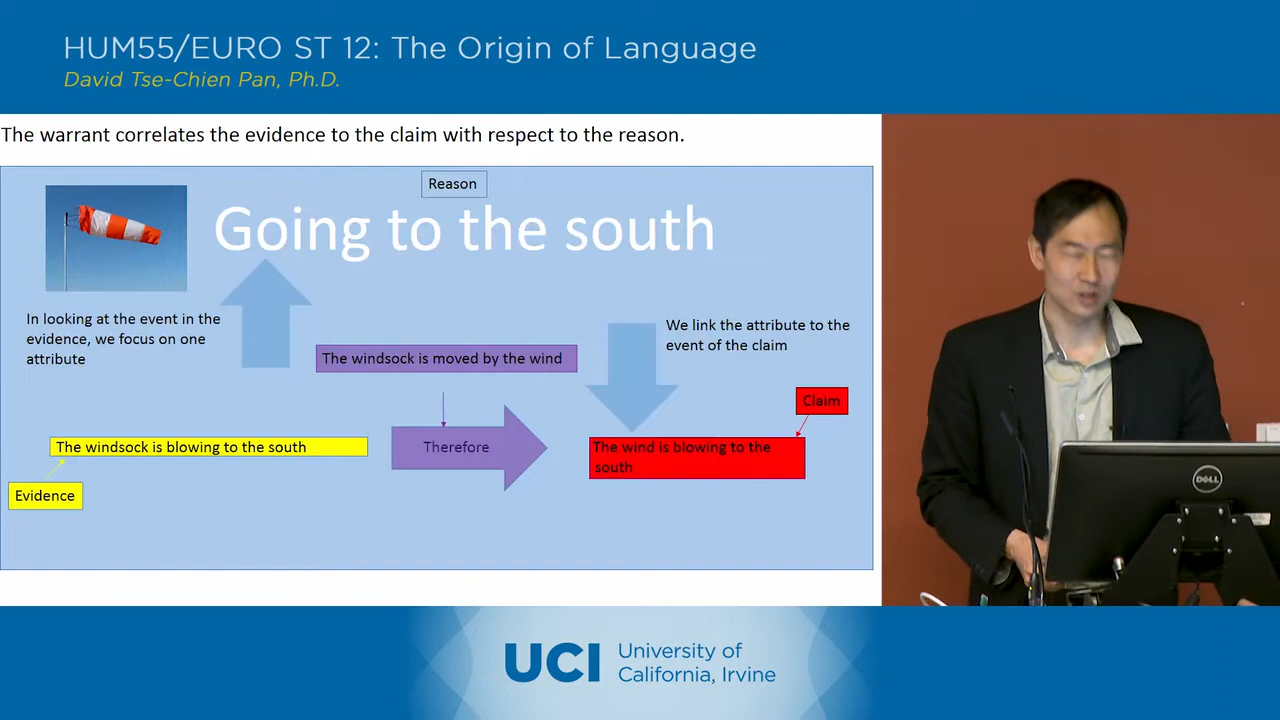 HUM55/EURO ST 12: The Origin of Language
David Tse-Chien Pan, Ph.D.
The warrant correlates the evidence to the claim with respect to the reason.
Reason
Going to the south
In looking at the event in the
evidence, we focus on one
attribute
We link the attribute to the
event of the claim
The windsock is moved by the wind
Claim
The windsock is blowing to the south
Therefore
The wind is blowing to the
south
Evidence
DELL
UCI
University of
California, Irvine